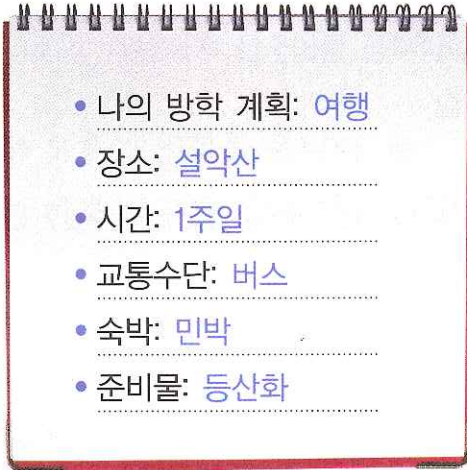 • 나의 방학 계획: 여행
• 장소: 설악산
• 시간: 1주일
• 교통수단: 버스
• 숙박: 민박
• 준비물: 등산화